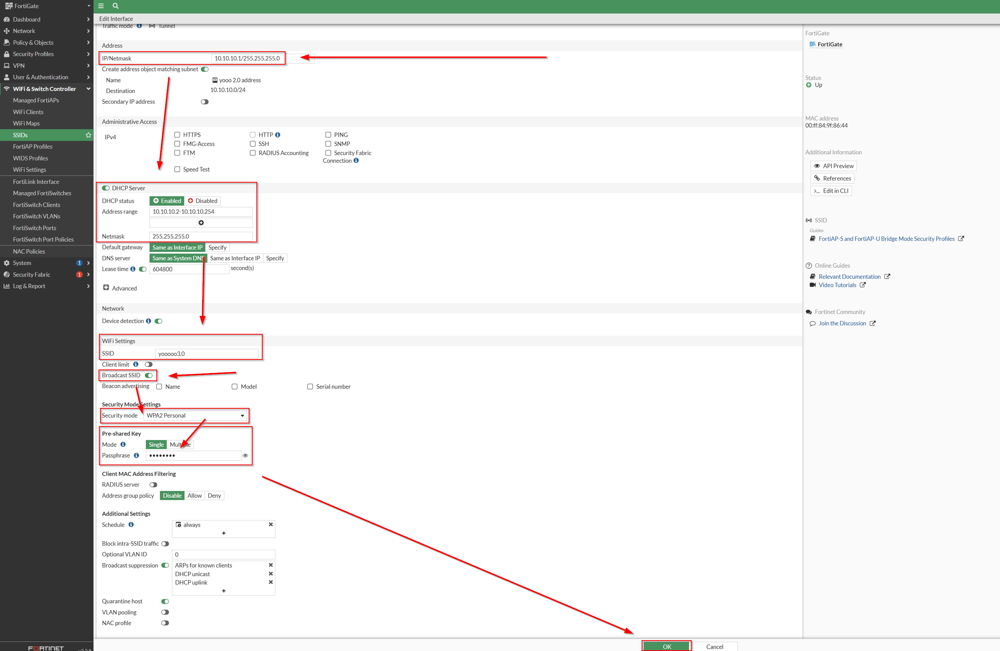 FortiGate
Dashboard
Network
Policy & Objects
Security Profiles
VPN
User & Authentication
WiFi & Switch Controller
Managed FortiAPs
WiFi Clients
WiFi Maps
SSIDs
FortiAP Profiles
WIDS Profiles
WiFi Settings
FortiLink Interface
Managed FortiSwitches
FortiSwitch Clients
FortiSwitch VLANs
FortiSwitch Ports
FortiSwitch Port Policies
NAC Policies
System 1
Security Fabric 1
Log & Report
FORTINET v7.2.8
Edit Interface
Traffic mode Tunnel
Address
IP/Netmask 10.10.10.1/255.255.255.0
Create address object matching subnet
Name yooo 2.0 address
Destination 10.10.10.0/24
Secondary IP address
Administrative Access
IPv4 HTTPS HTTP PING
FMG-Access SSH SNMP
FTM RADIUS Accounting Security Fabric
Connection
Speed Test
DHCP Server
DHCP status Enabled Disabled
Address range 10.10.10.2-10.10.10.254
Netmask 255.255.255.0
Default gateway Same as Interface IP Specify
DNS server Same as System DNS Same as Interface IP Specify
Lease time 604800 second(s)
Advanced
Network
Device detection
WiFi Settings
SSID yooooo3.0
Client limit
Broadcast SSID
Beacon advertising Name Model Serial number
Security Mode Settings
Security mode WPA2 Personal
Pre-shared Key
Mode Single Multiple
Passphrase ••••••••
Client MAC Address Filtering
RADIUS server
Address group policy Disable Allow Deny
Additional Settings
Schedule always
Block intra-SSID traffic
Optional VLAN ID 0
Broadcast suppression ARPs for known clients
DHCP unicast
DHCP uplink
Quarantine host
VLAN pooling
NAC profile
OK Cancel
FortiGate
FortiGate
Status
Up
MAC address
00:ff:84:9f:86:44
Additional Information
API Preview
References
>_ Edit in CLI
SSID
Guides
FortiAP-S and FortiAP-U Bridge Mode Security Profiles
Online Guides
Relevant Documentation
Video Tutorials
Fortinet Community
Join the Discussion